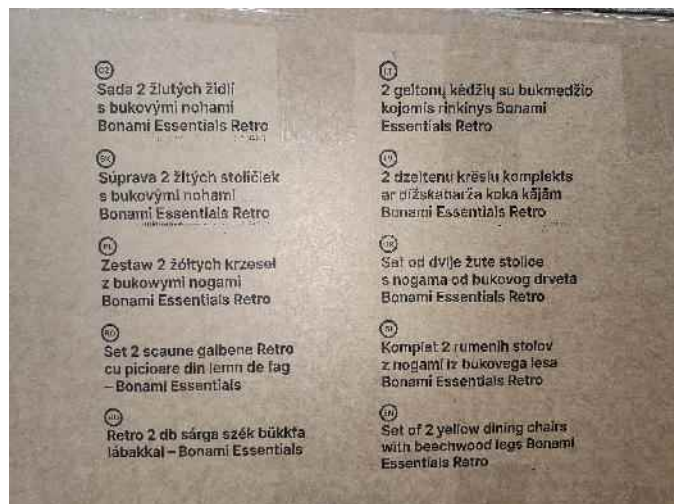 CZ
Sada 2 žlutých židlí
s bukovými nohami
Bonami Essentials Retro
SK
Súprava 2 žltých stoličiek
s bukovými nohami
Bonami Essentials Retro
PL
Zestaw 2 żółtych krzeseł
z bukowymi nogami
Bonami Essentials Retro
RO
Set 2 scaune galbene Retro
cu picioare din lemn de fag
– Bonami Essentials
HU
Retro 2 db sárga szék bükkfa
lábakkal – Bonami Essentials
LT
2 geltonų kėdžių su bukmedžio
kojomis rinkinys Bonami
Essentials Retro
LV
2 dzeltenu krēslu komplekts
ar dižskābarža koka kājām
Bonami Essentials Retro
HR
Set od dvije žute stolice
s nogama od bukovog drveta
Bonami Essentials Retro
SI
Komplet 2 rumenih stolov
z nogami iz bukovega lesa
Bonami Essentials Retro
EN
Set of 2 yellow dining chairs
with beechwood legs Bonami
Essentials Retro